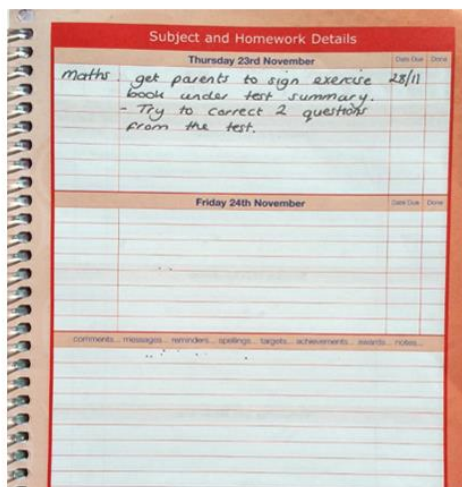 Subject and Homework Details
Thursday 23rd November Date Due Done
maths . get parents to sign exercise 28/11
book under test summary.
- Try to correct 2 questions
from the test.
Friday 24th November Date Due Done
comments... messages... reminders... spellings... targets... achievements... awards... notes...